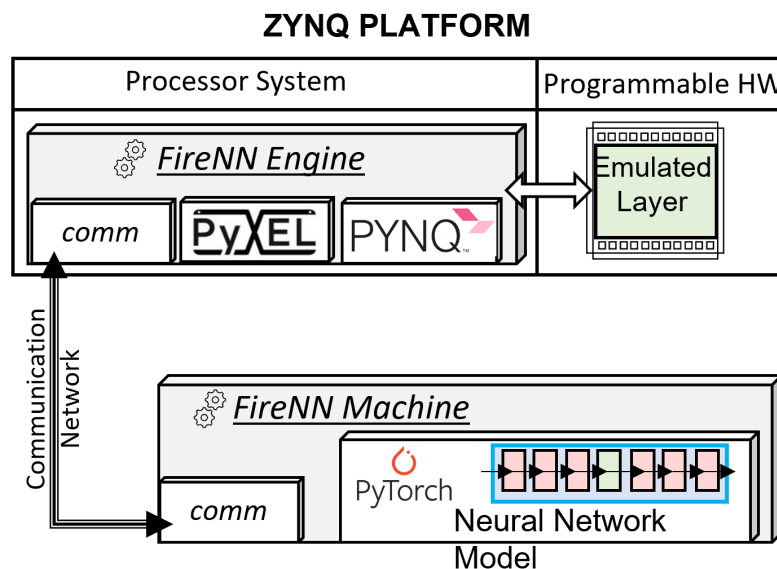 ZYNQ PLATFORM
Processor System
Programmable HW
FireNN Engine
Emulated
Layer
comm
PyXEL
PYNQ™
Communication
Network
FireNN Machine
PyTorch
comm
Neural Network
Model